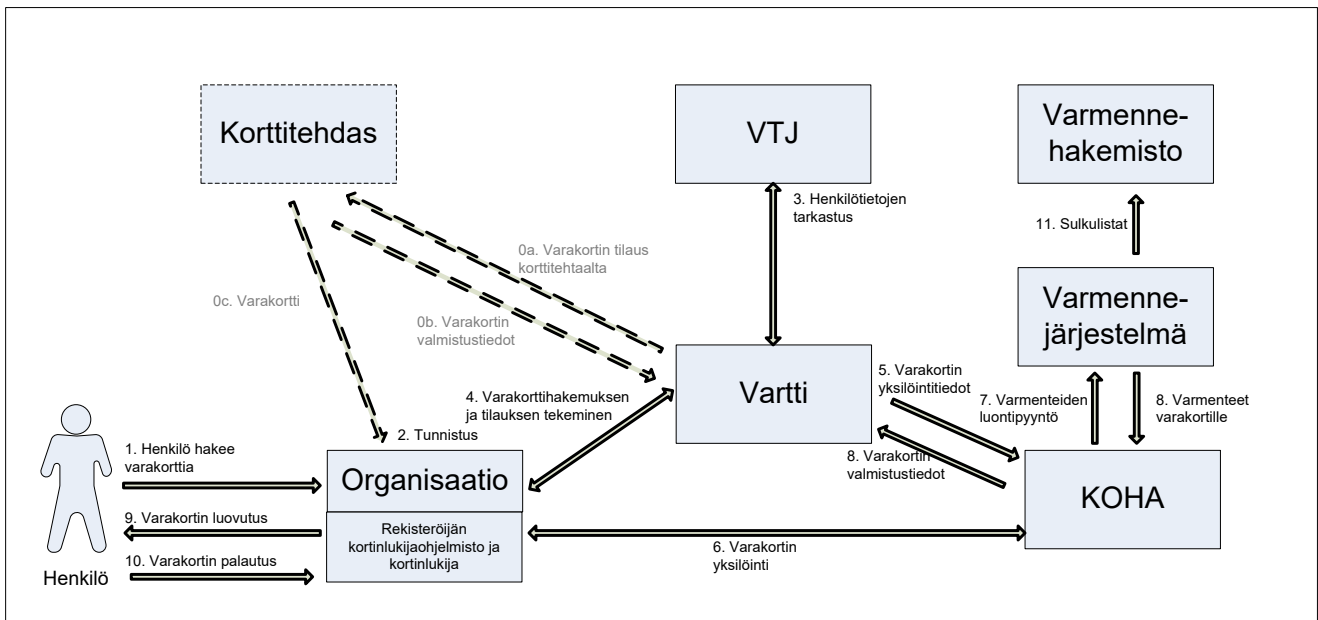 Korttitehdas
VTJ
Varmenne-
hakemisto
3. Henkilötietojen
tarkastus
11. Sulkulistat
0a. Varakortin tilaus
korttitehtaalta
0c. Varakortti
0b. Varakortin
valmistustiedot
Varmenne-
järjestelmä
Vartti
5. Varakortin
yksilöintitiedot
4. Varakorttihakemuksen
ja tilauksen tekeminen
7. Varmenteiden
luontipyyntö
8. Varmenteet
varakortille
2. Tunnistus
1. Henkilö hakee
varakorttia
8. Varakortin
valmistustiedot
Organisaatio
KOHA
9. Varakortin luovutus
Rekisteröijän
kortinlukijaohjelmisto ja
kortinlukija
6. Varakortin
yksilöinti
10. Varakortin palautus
Henkilö